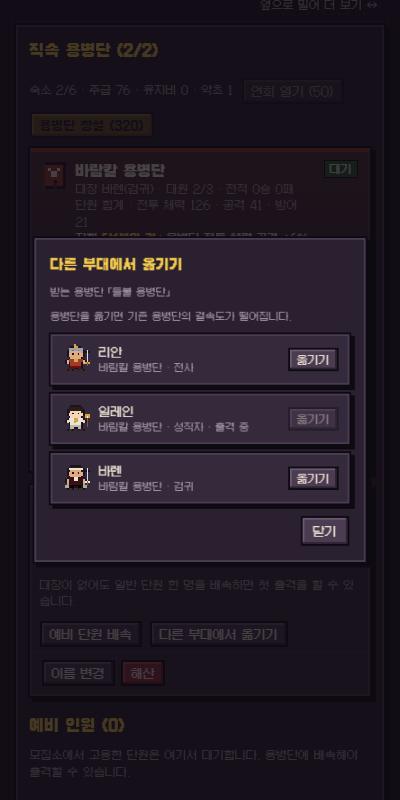 옆으로 밀어 더 보기 ↔
직속 용병단 (2/2)
숙소 2/6 · 주급 76 · 유지비 0 · 약초 1
연회 열기 (50)
용병단 창설 (320)
바람칼 용병단
대기
대장 바렌(검귀) · 대원 2/3 · 전적 0승 0패
단원 합계 · 전투 체력 126 · 공격 41 · 방어
21
다른 부대에서 옮기기
받는 용병단 「들불 용병단」
용병단을 옮기면 기존 용병단의 결속도가 떨어집니다.
리안
바람칼 용병단 · 전사
옮기기
일레인
바람칼 용병단 · 성직자 · 출격 중
옮기기
바렌
바람칼 용병단 · 검귀
옮기기
닫기
대장이 없어도 일반 단원 한 명을 배속하면 첫 출격을 할 수 있
습니다.
예비 단원 배속
다른 부대에서 옮기기
이름 변경
해산
예비 인원 (0)
모집소에서 고용한 단원은 여기서 대기합니다. 용병단에 배속해야
출격할 수 있습니다.